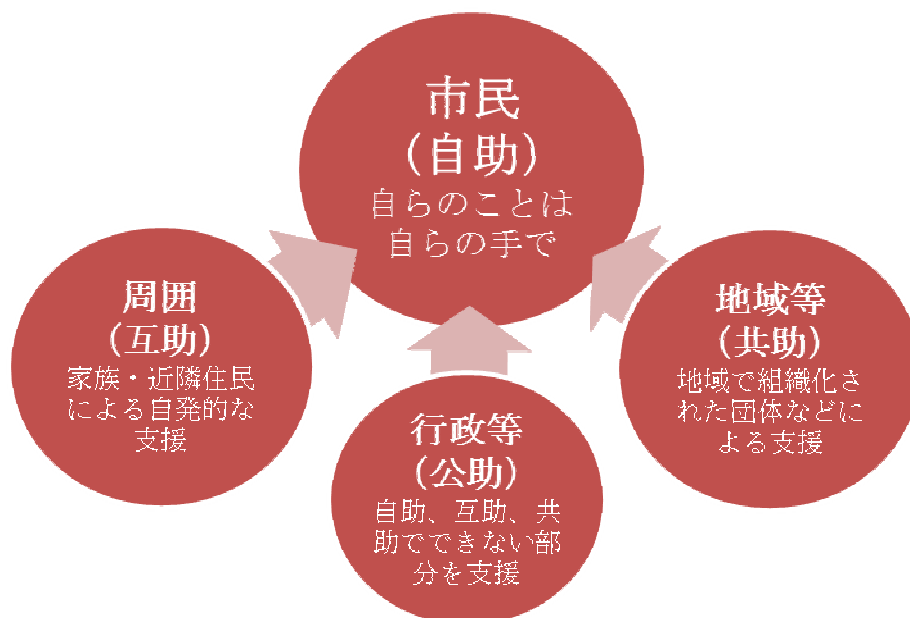 市民
（自助）
自らのことは
自らの手で
周囲
（互助）
家族・近隣住民
による自発的な
支援
行政等
（公助）
自助、互助、共
助でできない部
分を支援
地域等
（共助）
地域で組織化さ
れた団体などに
よる支援